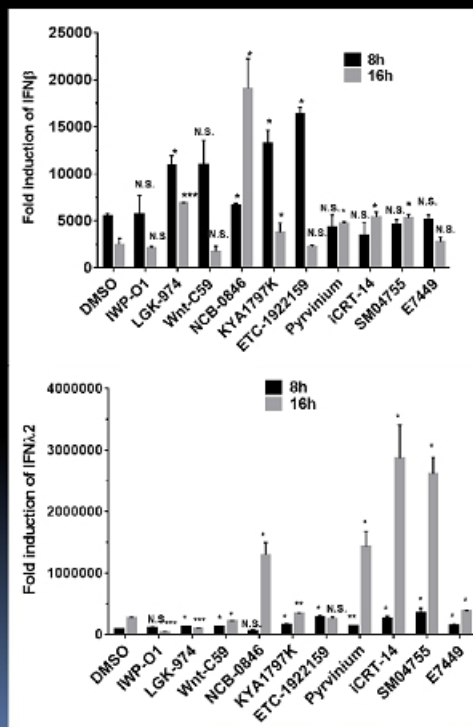 Fold induction of IFNβ
25000
20000
15000
10000
5000
0
8h
16h
N.S.
N.S.
*
***
N.S.
N.S.
*
*
*
*
*
N.S.
N.S.
*
N.S.
*
N.S.
*
N.S.
N.S.
DMSO
IWP-O1
LGK-974
Wnt-C59
NCB-0846
KYA1797K
ETC-1922159
Pyrvinium
iCRT-14
SM04755
E7449
Fold induction of IFNλ2
4000000
3000000
2000000
1000000
0
8h
16h
N.S.
***
*
***
*
*
N.S.
*
*
**
*
N.S.
**
*
*
*
*
*
*
*
DMSO
IWP-O1
LGK-974
Wnt-C59
NCB-0846
KYA1797K
ETC-1922159
Pyrvinium
iCRT-14
SM04755
E7449